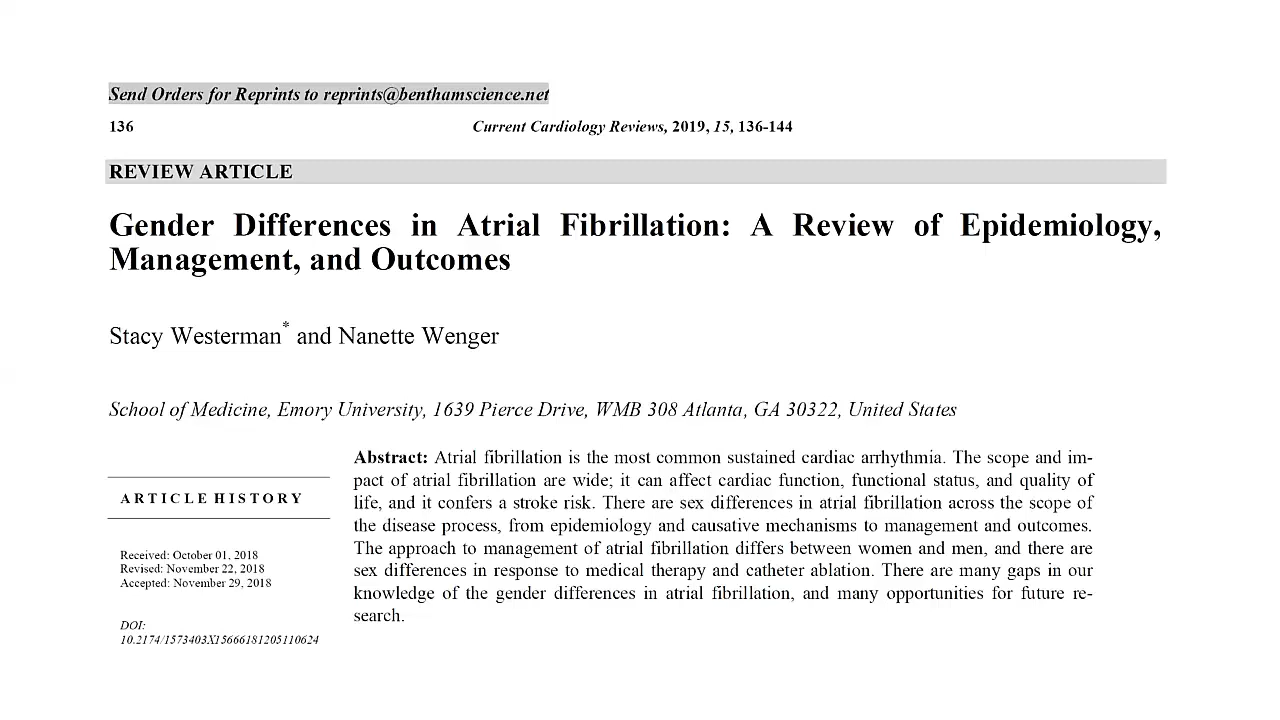 Send Orders for Reprints to reprints@benthamscience.net
136
Current Cardiology Reviews, 2019, 15, 136-144
REVIEW ARTICLE
Gender Differences in Atrial Fibrillation: A Review of Epidemiology,
Management, and Outcomes
Stacy Westerman* and Nanette Wenger
School of Medicine, Emory University, 1639 Pierce Drive, WMB 308 Atlanta, GA 30322, United States
ARTICLE HISTORY
Received: October 01, 2018
Revised: November 22, 2018
Accepted: November 29, 2018
DOI:
10.2174/1573403X15666181205110624
Abstract: Atrial fibrillation is the most common sustained cardiac arrhythmia. The scope and im-
pact of atrial fibrillation are wide; it can affect cardiac function, functional status, and quality of
life, and it confers a stroke risk. There are sex differences in atrial fibrillation across the scope of
the disease process, from epidemiology and causative mechanisms to management and outcomes.
The approach to management of atrial fibrillation differs between women and men, and there are
sex differences in response to medical therapy and catheter ablation. There are many gaps in our
knowledge of the gender differences in atrial fibrillation, and many opportunities for future re-
search.